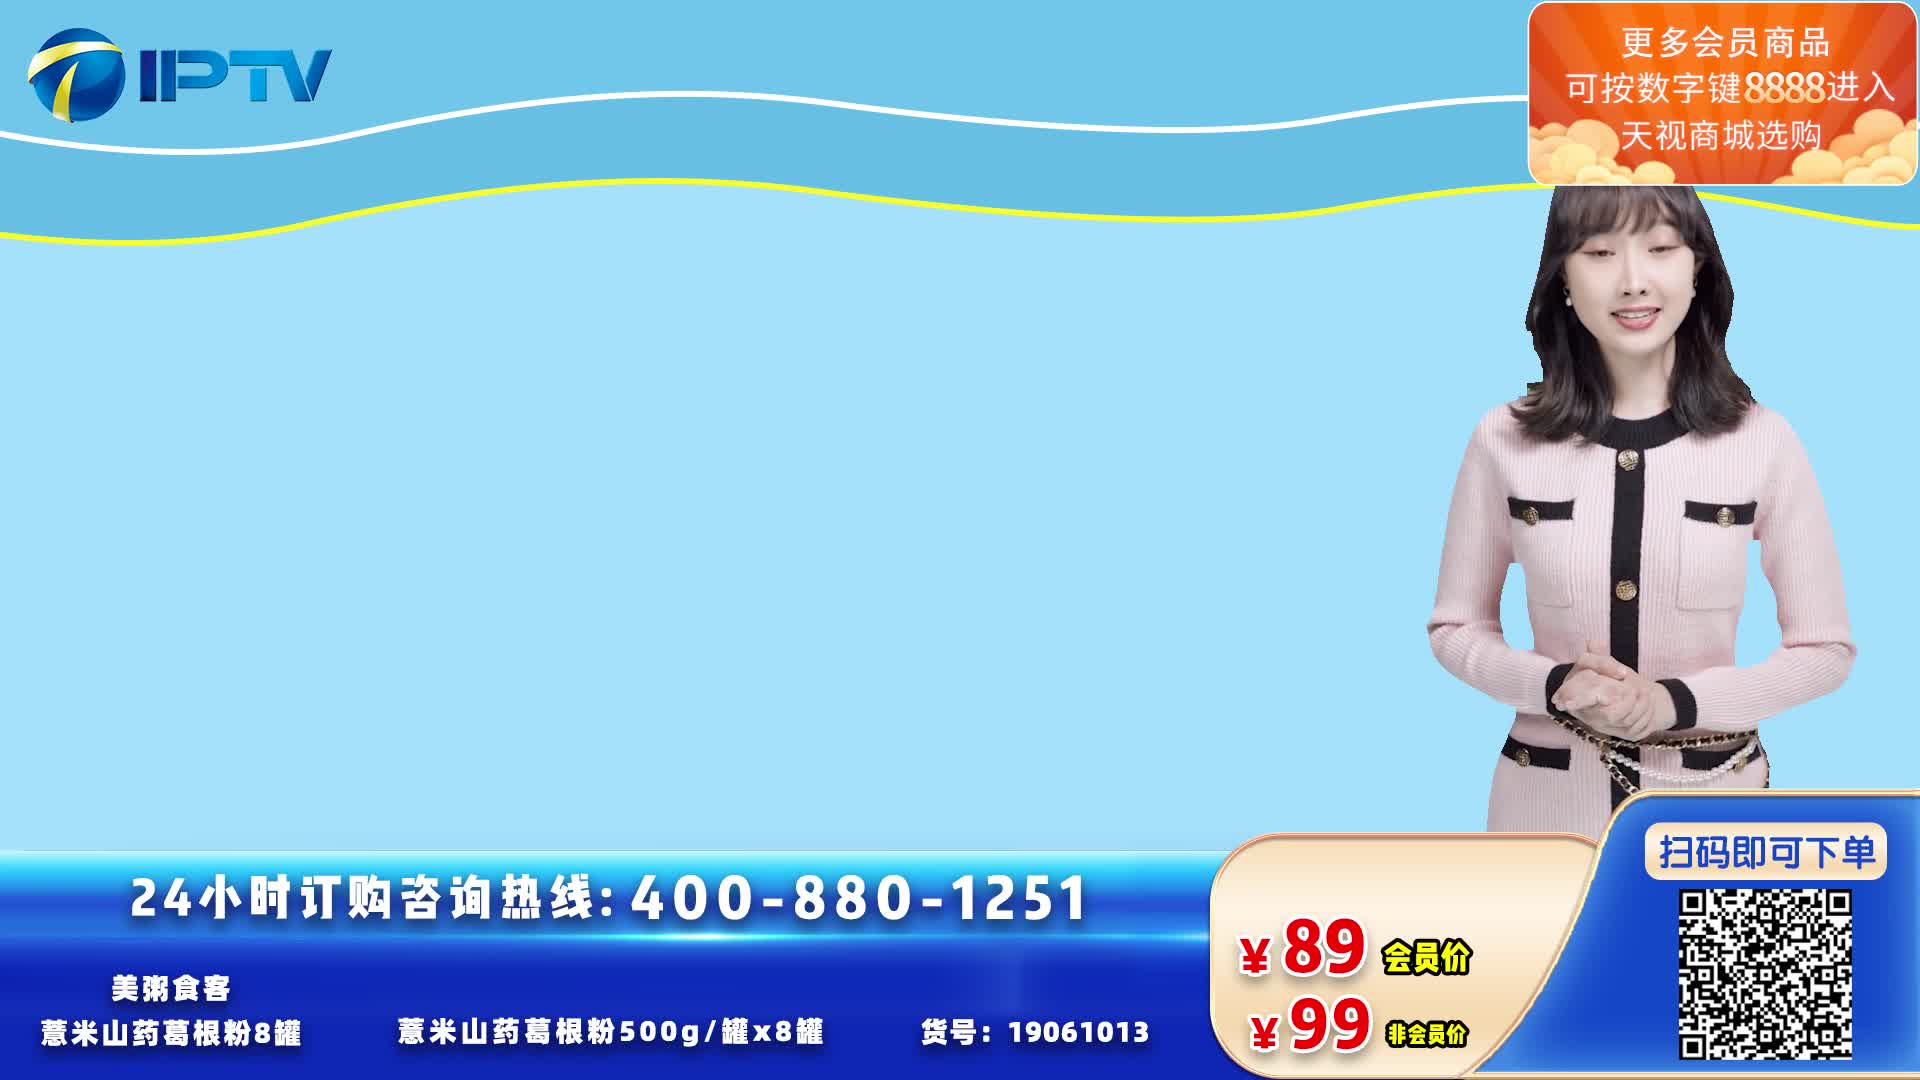 IPTV
更多会员商品
可按数字键8888进入
天视商城选购
24小时订购咨询热线:400-880-1251
美粥食客
薏米山药葛根粉8罐
薏米山药葛根粉500g/罐x8罐
货号：19061013
¥89 会员价
¥99 非会员价
扫码即可下单